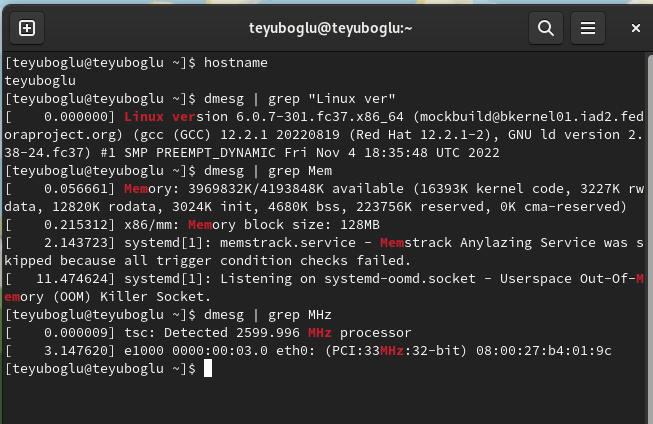 teyuboglu@teyuboglu:~
[teyuboglu@teyuboglu ~]$ hostname
teyuboglu
[teyuboglu@teyuboglu ~]$ dmesg | grep "Linux ver"
[    0.000000] Linux version 6.0.7-301.fc37.x86_64 (mockbuild@bkernel01.iad2.fed
oraproject.org) (gcc (GCC) 12.2.1 20220819 (Red Hat 12.2.1-2), GNU ld version 2.
38-24.fc37) #1 SMP PREEMPT_DYNAMIC Fri Nov 4 18:35:48 UTC 2022
[teyuboglu@teyuboglu ~]$ dmesg | grep Mem
[    0.056661] Memory: 3969832K/4193848K available (16393K kernel code, 3227K rw
data, 12820K rodata, 3024K init, 4680K bss, 223756K reserved, 0K cma-reserved)
[    0.215312] x86/mm: Memory block size: 128MB
[    2.143723] systemd[1]: memstrack.service - Memstrack Anylazing Service was s
kipped because all trigger condition checks failed.
[   11.474624] systemd[1]: Listening on systemd-oomd.socket - Userspace Out-Of-M
emory (OOM) Killer Socket.
[teyuboglu@teyuboglu ~]$ dmesg | grep MHz
[    0.000009] tsc: Detected 2599.996 MHz processor
[    3.147620] e1000 0000:00:03.0 eth0: (PCI:33MHz:32-bit) 08:00:27:b4:01:9c
[teyuboglu@teyuboglu ~]$